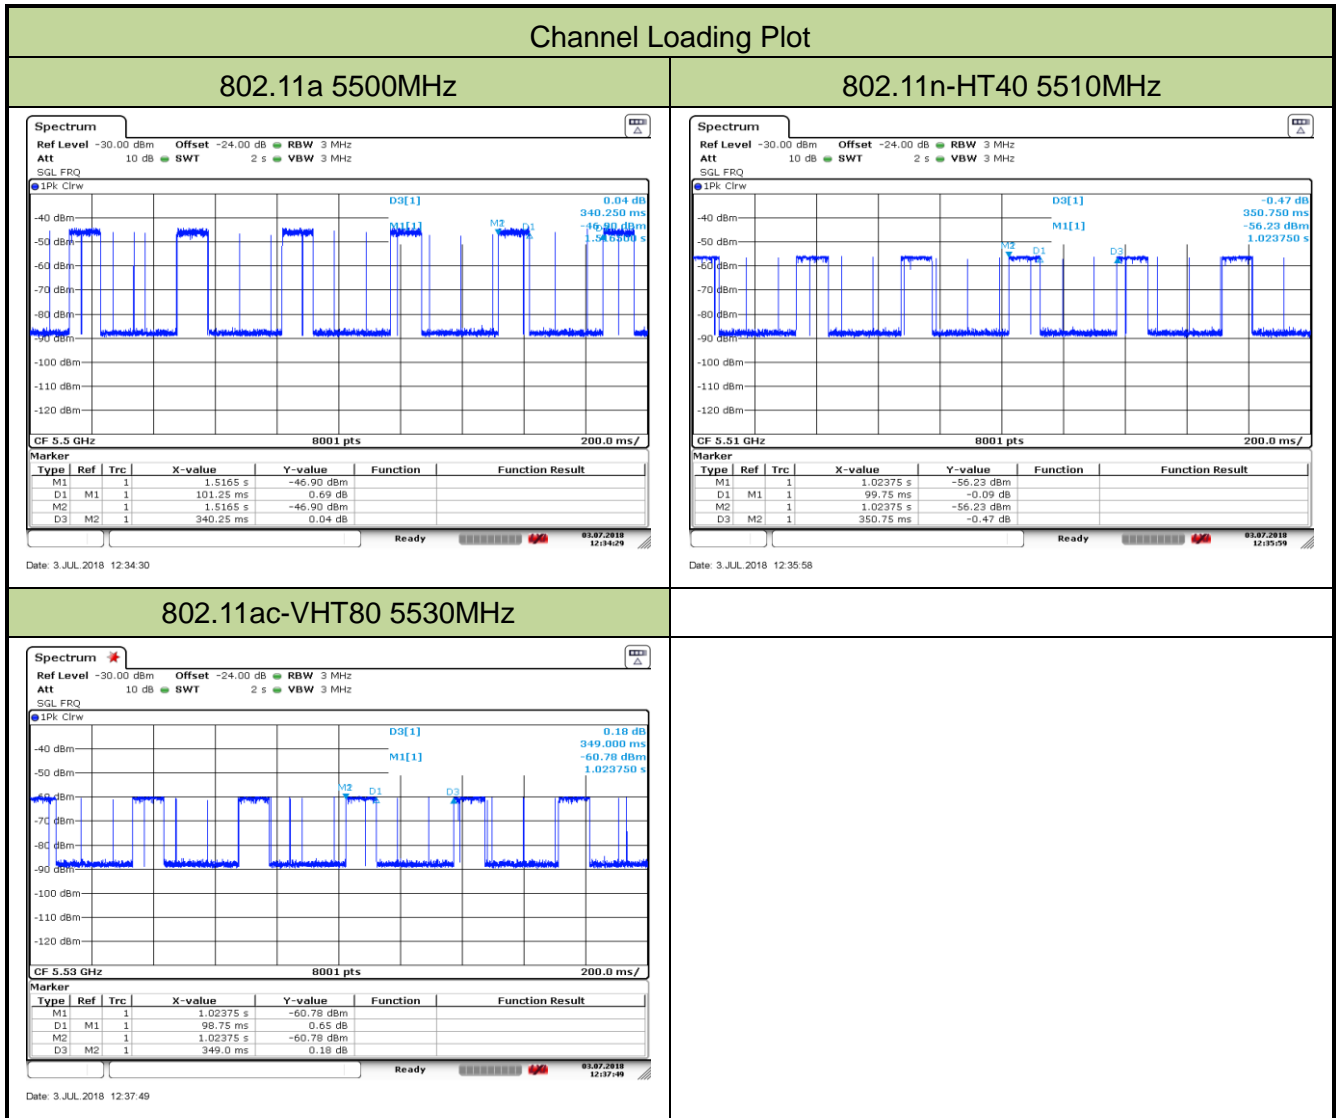 Channel Loading Plot
802.11a 5500MHz
802.11n-HT40 5510MHz
Spectrum
Ref Level -30.00 dBm Offset -24.00 dB RBW 3 MHz
Att 10 dB SWT 2 s VBW 3 MHz
SGL FRQ
1Pk Clrw
D3[1] 0.04 dB
340.250 ms
M1[1] -46.90 dBm
1.516500 s
M2 D1
-40 dBm
-50 dBm
-60 dBm
-70 dBm
-80 dBm
-90 dBm
-100 dBm
-110 dBm
-120 dBm
CF 5.5 GHz 8001 pts 200.0 ms/
Marker
Type Ref Trc X-value Y-value Function Function Result
M1 1 1.5165 s -46.90 dBm
D1 M1 1 101.25 ms 0.69 dB
M2 1 1.5165 s -46.90 dBm
D3 M2 1 340.25 ms 0.04 dB
Ready 03.07.2018
12:34:29
Date: 3.JUL.2018 12:34:30
Spectrum
Ref Level -30.00 dBm Offset -24.00 dB RBW 3 MHz
Att 10 dB SWT 2 s VBW 3 MHz
SGL FRQ
1Pk Clrw
D3[1] -0.47 dB
350.750 ms
M1[1] -56.23 dBm
1.023750 s
M2 D1 D3
-40 dBm
-50 dBm
-60 dBm
-70 dBm
-80 dBm
-90 dBm
-100 dBm
-110 dBm
-120 dBm
CF 5.51 GHz 8001 pts 200.0 ms/
Marker
Type Ref Trc X-value Y-value Function Function Result
M1 1 1.02375 s -56.23 dBm
D1 M1 1 99.75 ms -0.09 dB
M2 1 1.02375 s -56.23 dBm
D3 M2 1 350.75 ms -0.47 dB
Ready 03.07.2018
12:35:59
Date: 3.JUL.2018 12:35:58
802.11ac-VHT80 5530MHz
Spectrum
Ref Level -30.00 dBm Offset -24.00 dB RBW 3 MHz
Att 10 dB SWT 2 s VBW 3 MHz
SGL FRQ
1Pk Clrw
D3[1] 0.18 dB
349.000 ms
M1[1] -60.78 dBm
1.023750 s
M2 D1 D3
-40 dBm
-50 dBm
-60 dBm
-70 dBm
-80 dBm
-90 dBm
-100 dBm
-110 dBm
-120 dBm
CF 5.53 GHz 8001 pts 200.0 ms/
Marker
Type Ref Trc X-value Y-value Function Function Result
M1 1 1.02375 s -60.78 dBm
D1 M1 1 98.75 ms 0.65 dB
M2 1 1.02375 s -60.78 dBm
D3 M2 1 349.0 ms 0.18 dB
Ready 03.07.2018
12:37:49
Date: 3.JUL.2018 12:37:49